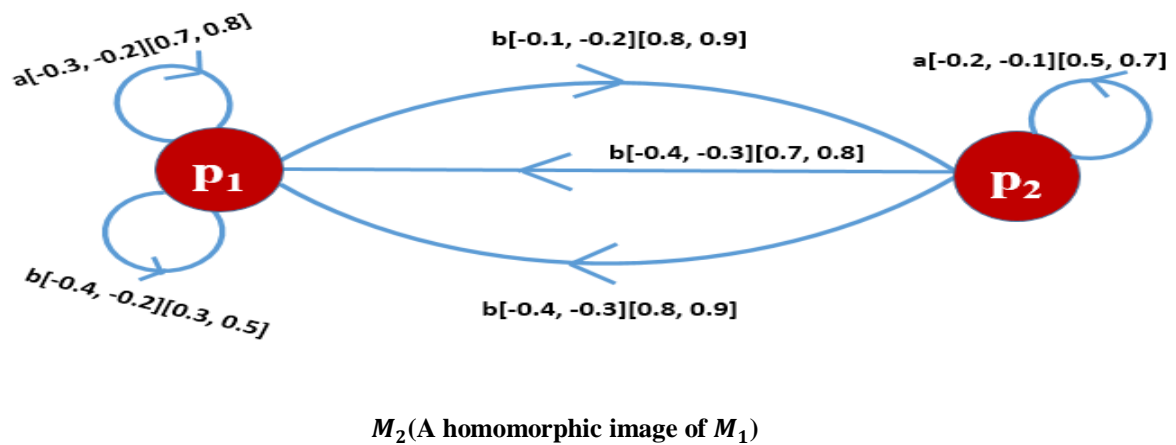 a[-0.3, -0.2][0.7, 0.8]
b[-0.1, -0.2][0.8, 0.9]
a[-0.2, -0.1][0.5, 0.7]
b[-0.4, -0.3][0.7, 0.8]
p₁
p₂
b[-0.4, -0.2][0.3, 0.5]
b[-0.4, -0.3][0.8, 0.9]
M₂(A homomorphic image of M₁)